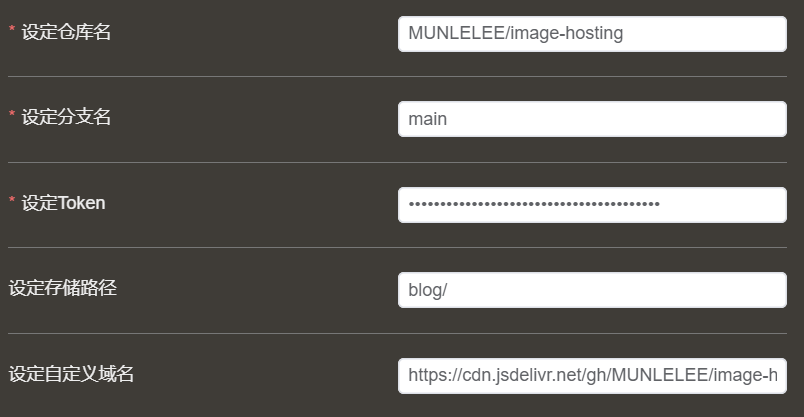 * 设定仓库名 MUNLELEE/image-hosting
* 设定分支名 main
* 设定Token ••••••••••••••••••••••••••••••••••••••••
设定存储路径 blog/
设定自定义域名 https://cdn.jsdelivr.net/gh/MUNLELEE/image-h